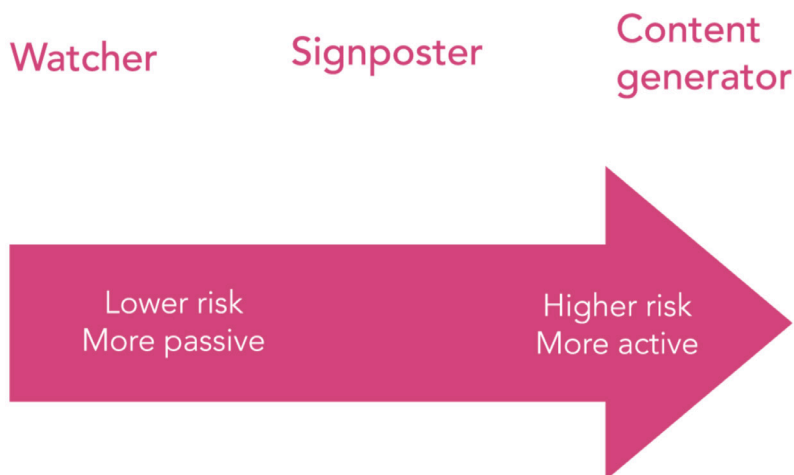 Watcher
Signposter
Content
generator
Lower risk
More passive
Higher risk
More active